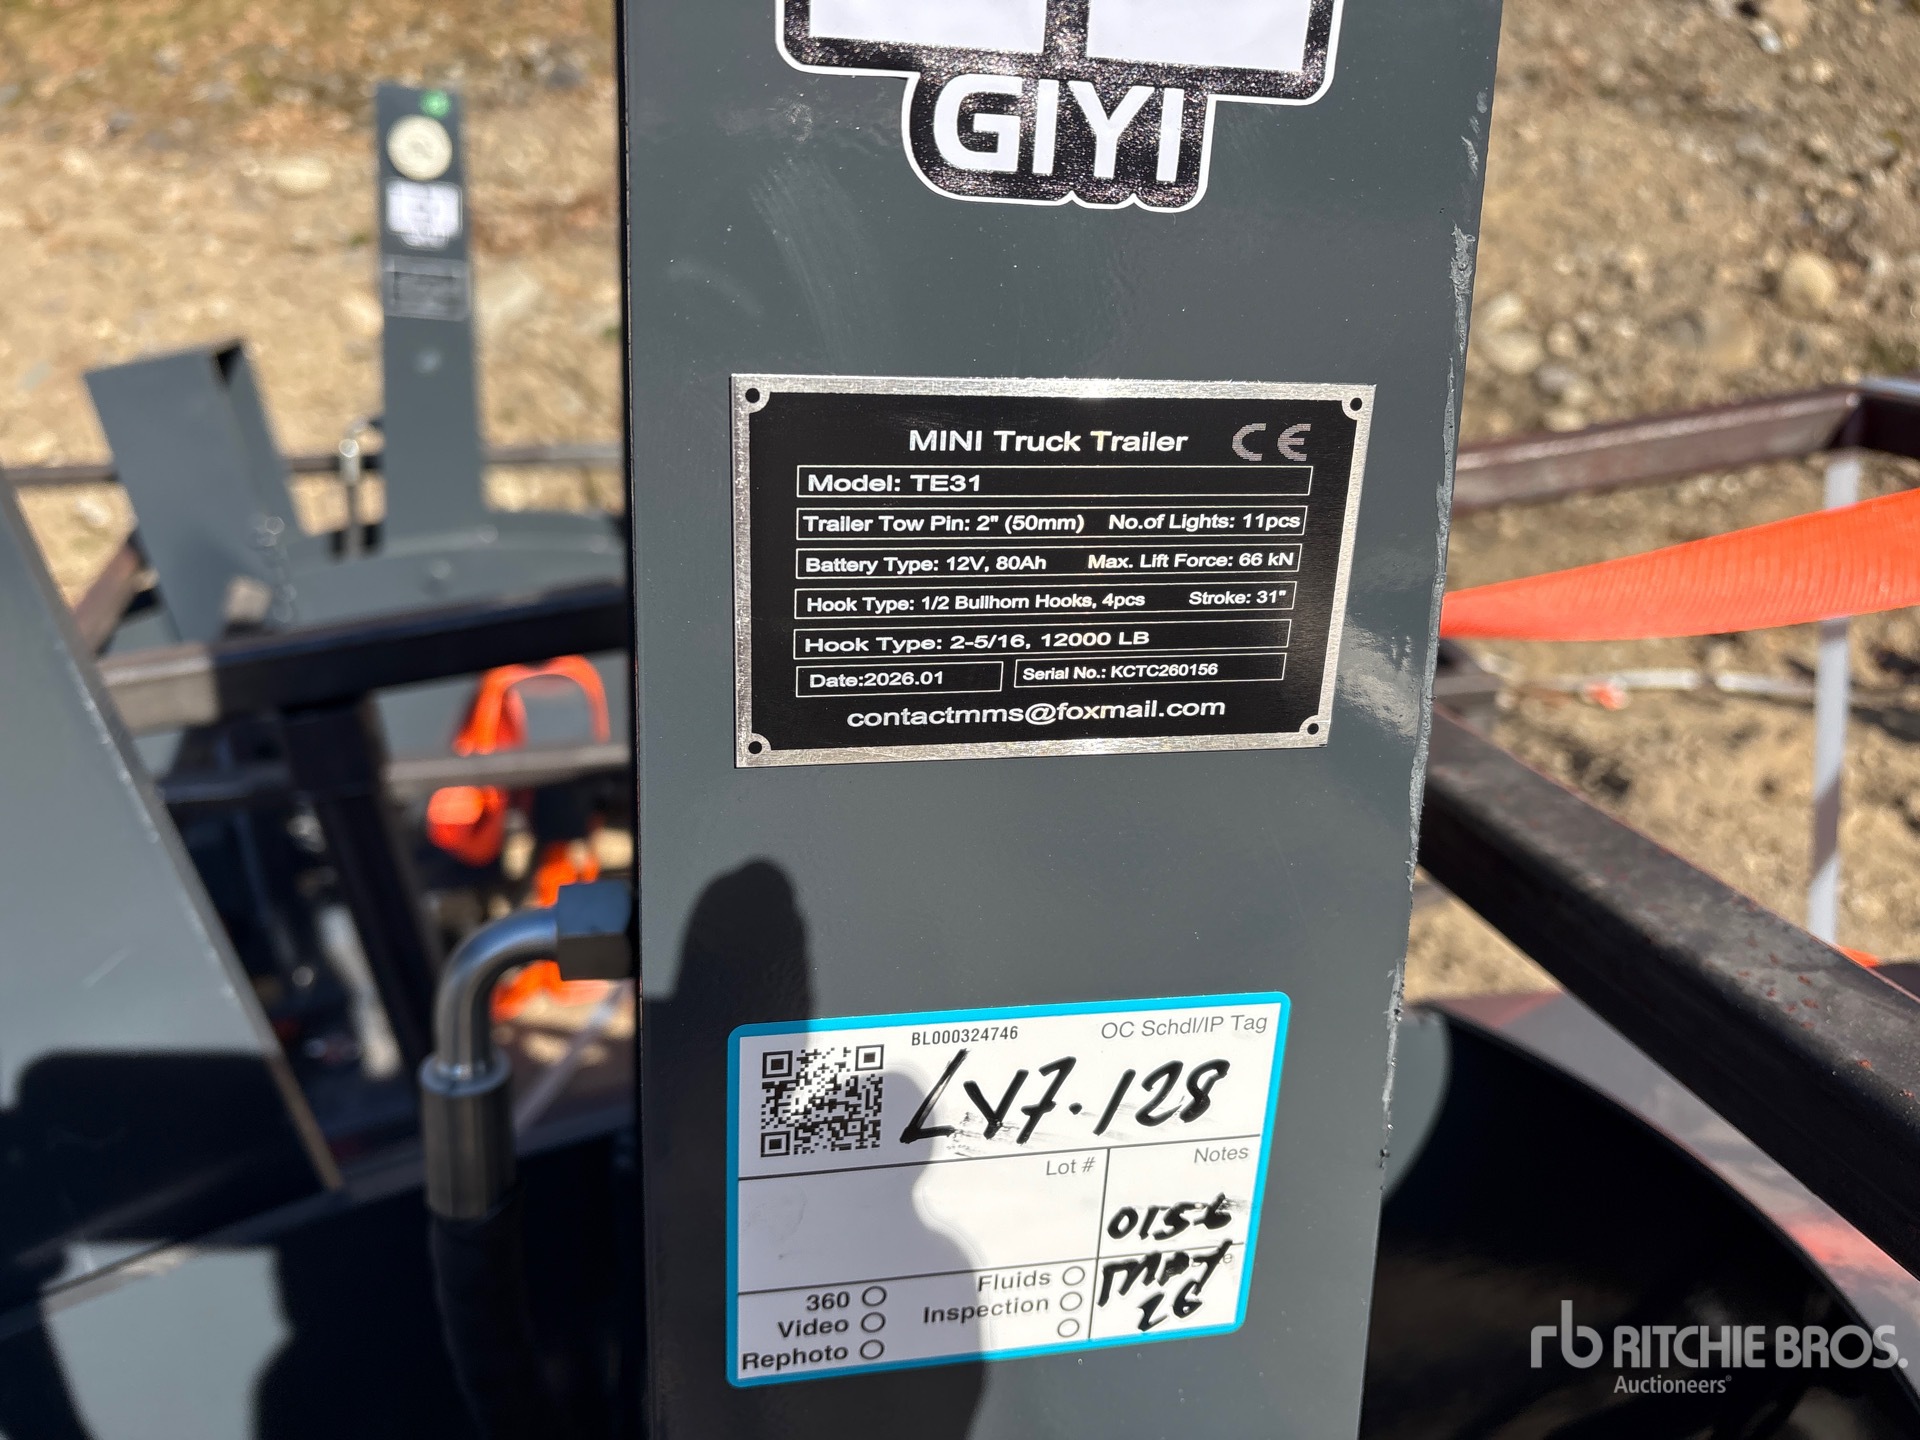 GIYI
MINI Truck Trailer CE
Model: TE31
Trailer Tow Pin: 2" (50mm) No.of Lights: 11pcs
Battery Type: 12V, 80Ah Max. Lift Force: 66 kN
Hook Type: 1/2 Bullhorn Hooks, 4pcs Stroke: 31"
Hook Type: 2-5/16, 12000 LB
Date:2026.01 Serial No.: KCTC260156
contactmms@foxmail.com
BL000324746 OC Schdl/IP Tag
LV7.128
Lot # Notes
0156
360 Fluids
Video Inspection
Rephoto
26
rb RITCHIE BROS.
Auctioneers